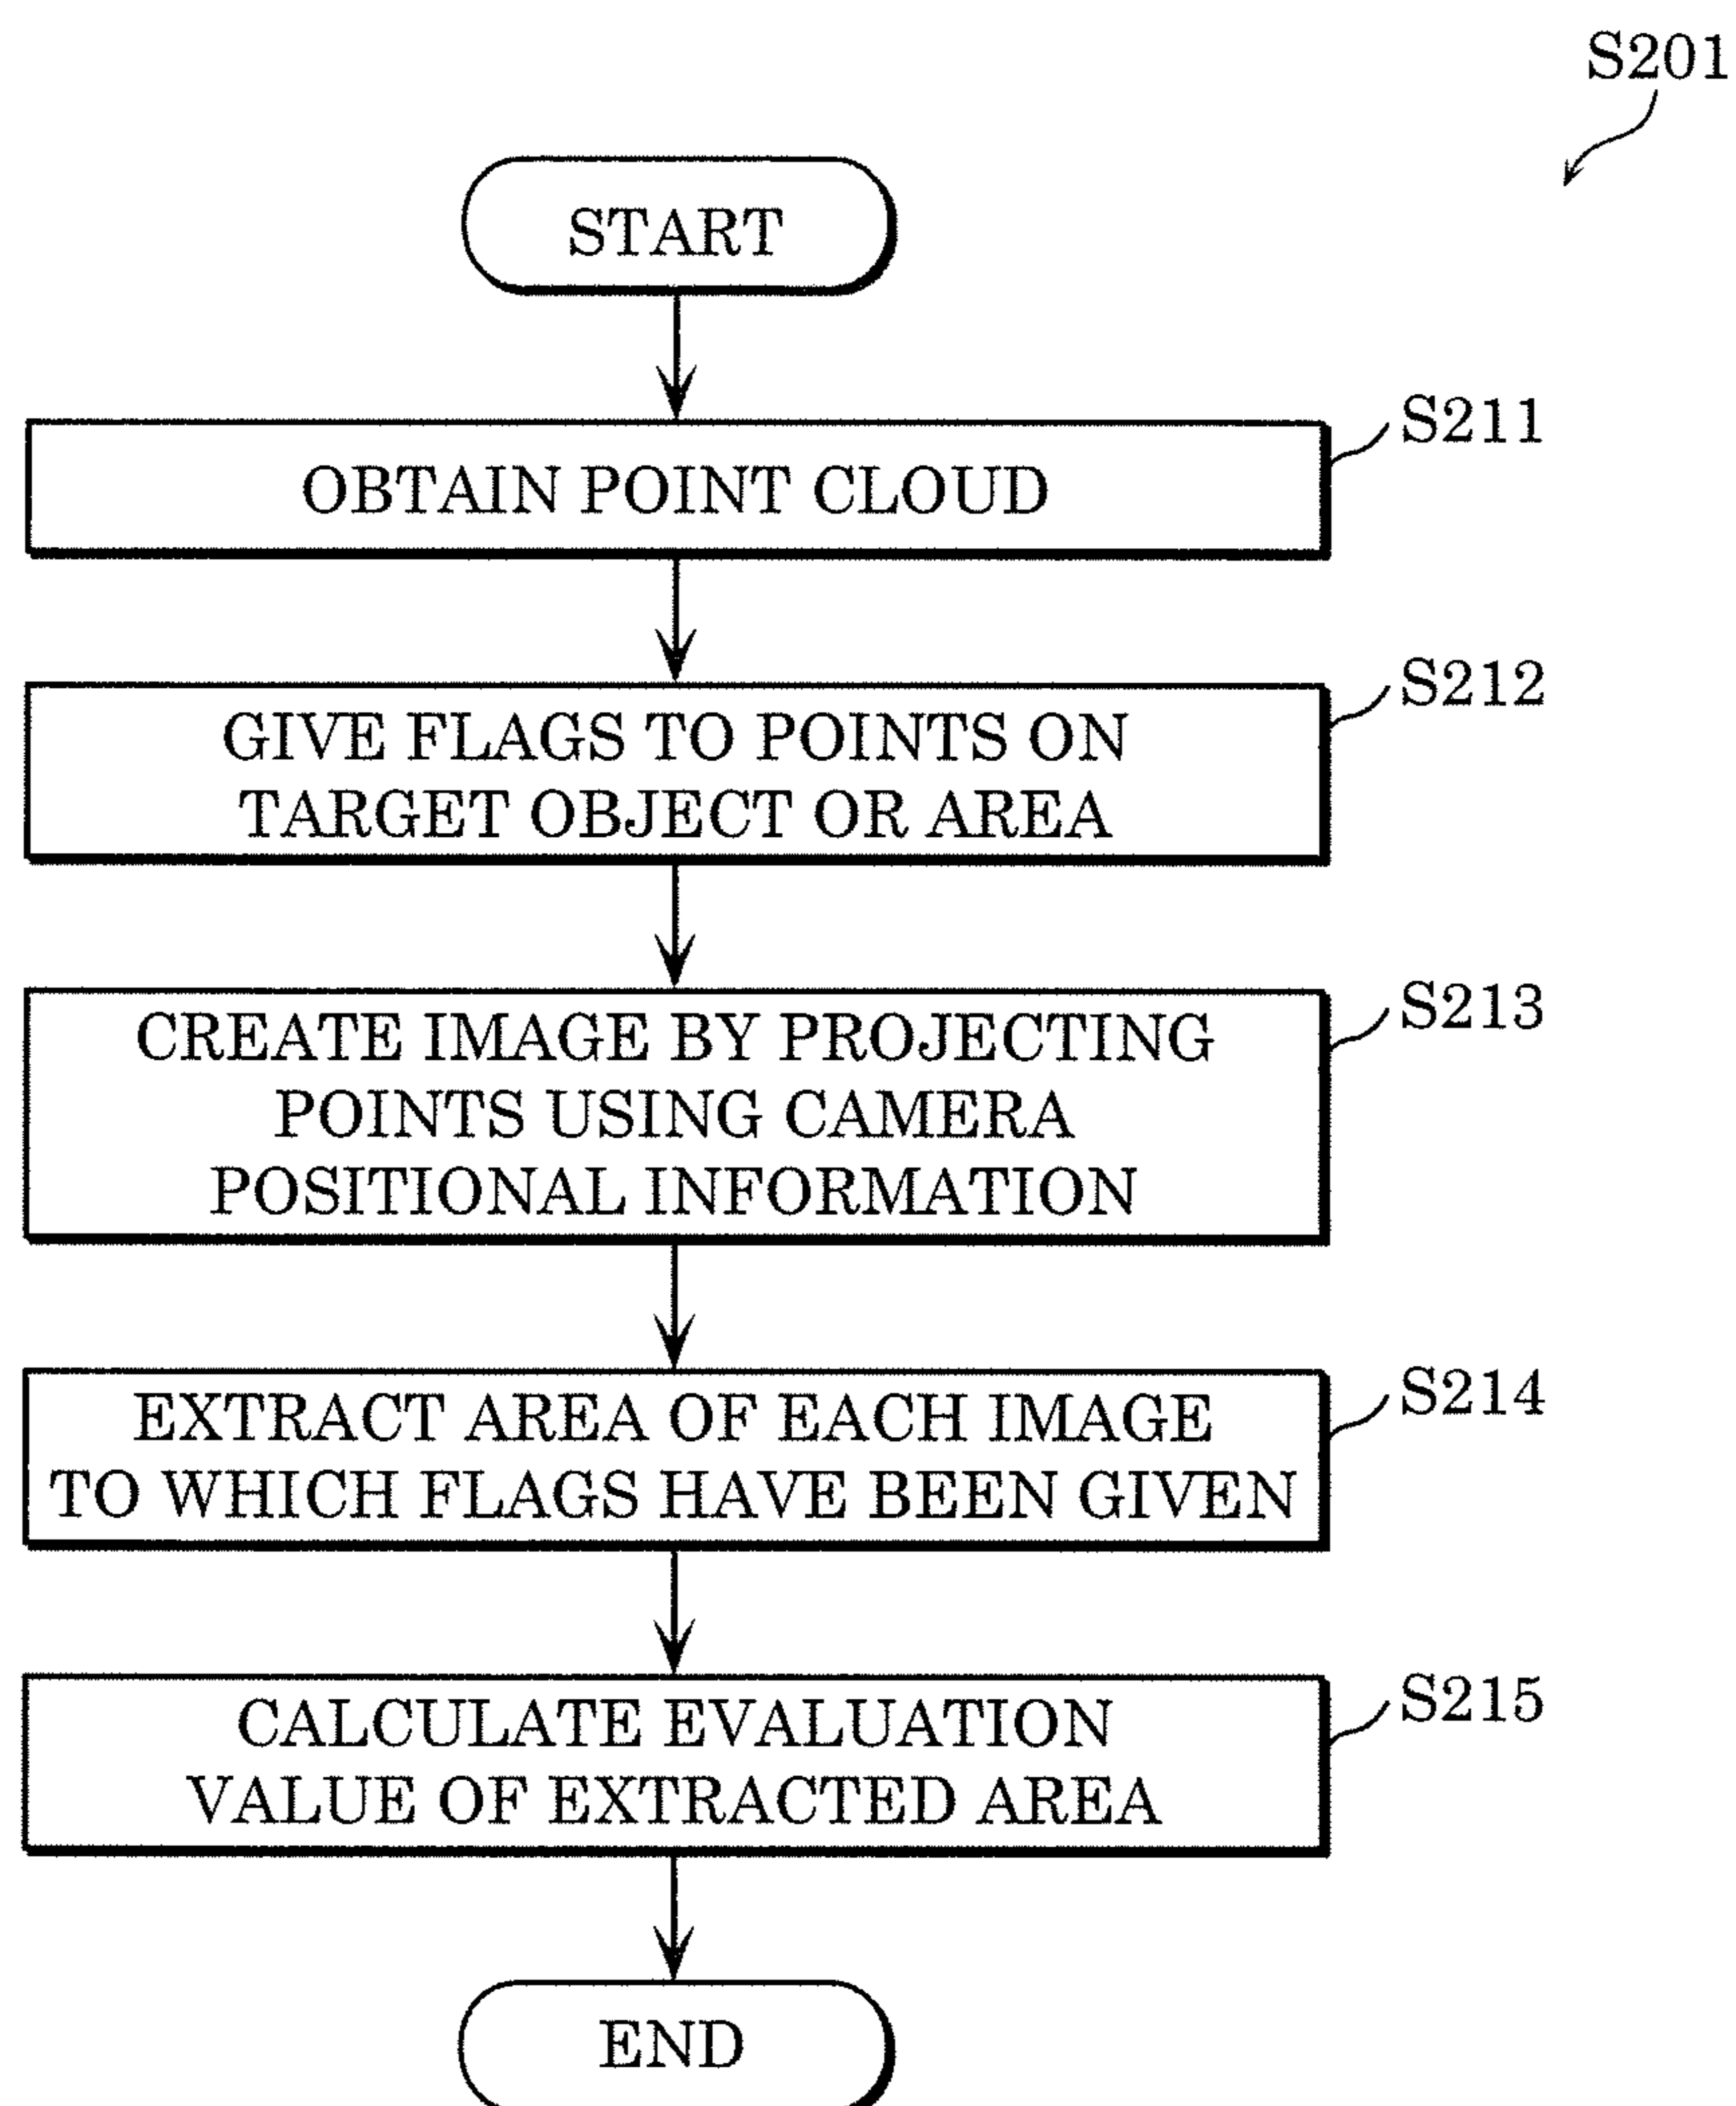 S201
START
S211
OBTAIN POINT CLOUD
S212
GIVE FLAGS TO POINTS ON
TARGET OBJECT OR AREA
S213
CREATE IMAGE BY PROJECTING
POINTS USING CAMERA
POSITIONAL INFORMATION
S214
EXTRACT AREA OF EACH IMAGE
TO WHICH FLAGS HAVE BEEN GIVEN
S215
CALCULATE EVALUATION
VALUE OF EXTRACTED AREA
END